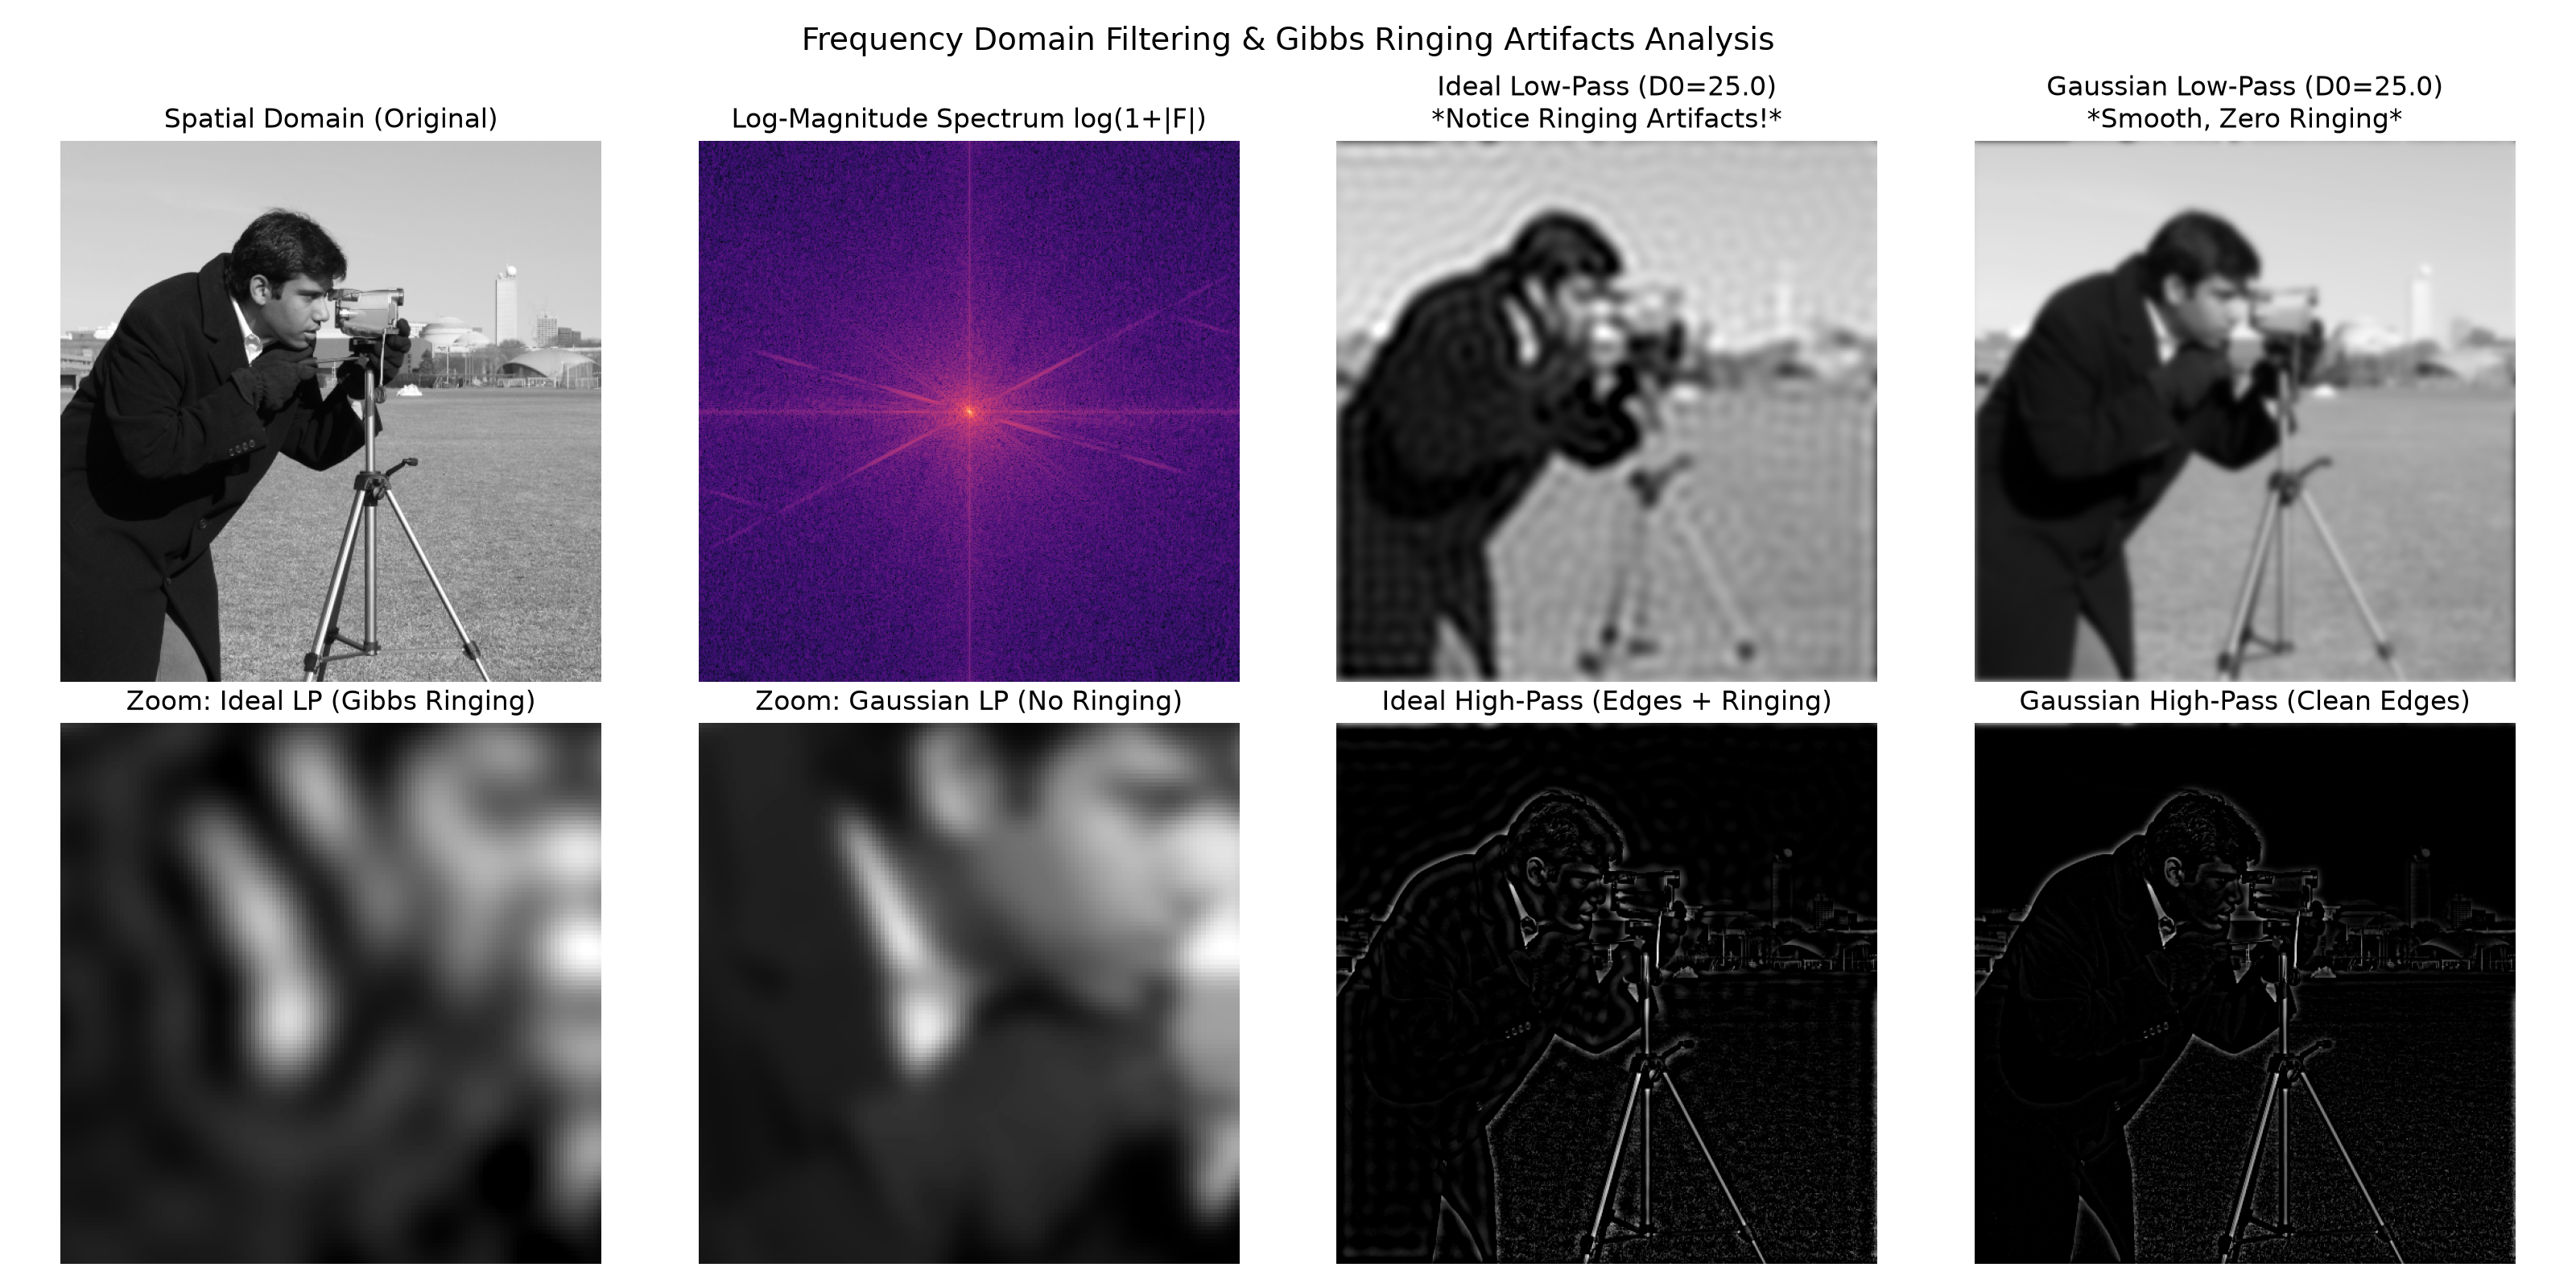 Frequency Domain Filtering & Gibbs Ringing Artifacts Analysis
Spatial Domain (Original)
Log-Magnitude Spectrum log(1+|F|)
Ideal Low-Pass (D0=25.0)
*Notice Ringing Artifacts!*
Gaussian Low-Pass (D0=25.0)
*Smooth, Zero Ringing*
Zoom: Ideal LP (Gibbs Ringing)
Zoom: Gaussian LP (No Ringing)
Ideal High-Pass (Edges + Ringing)
Gaussian High-Pass (Clean Edges)